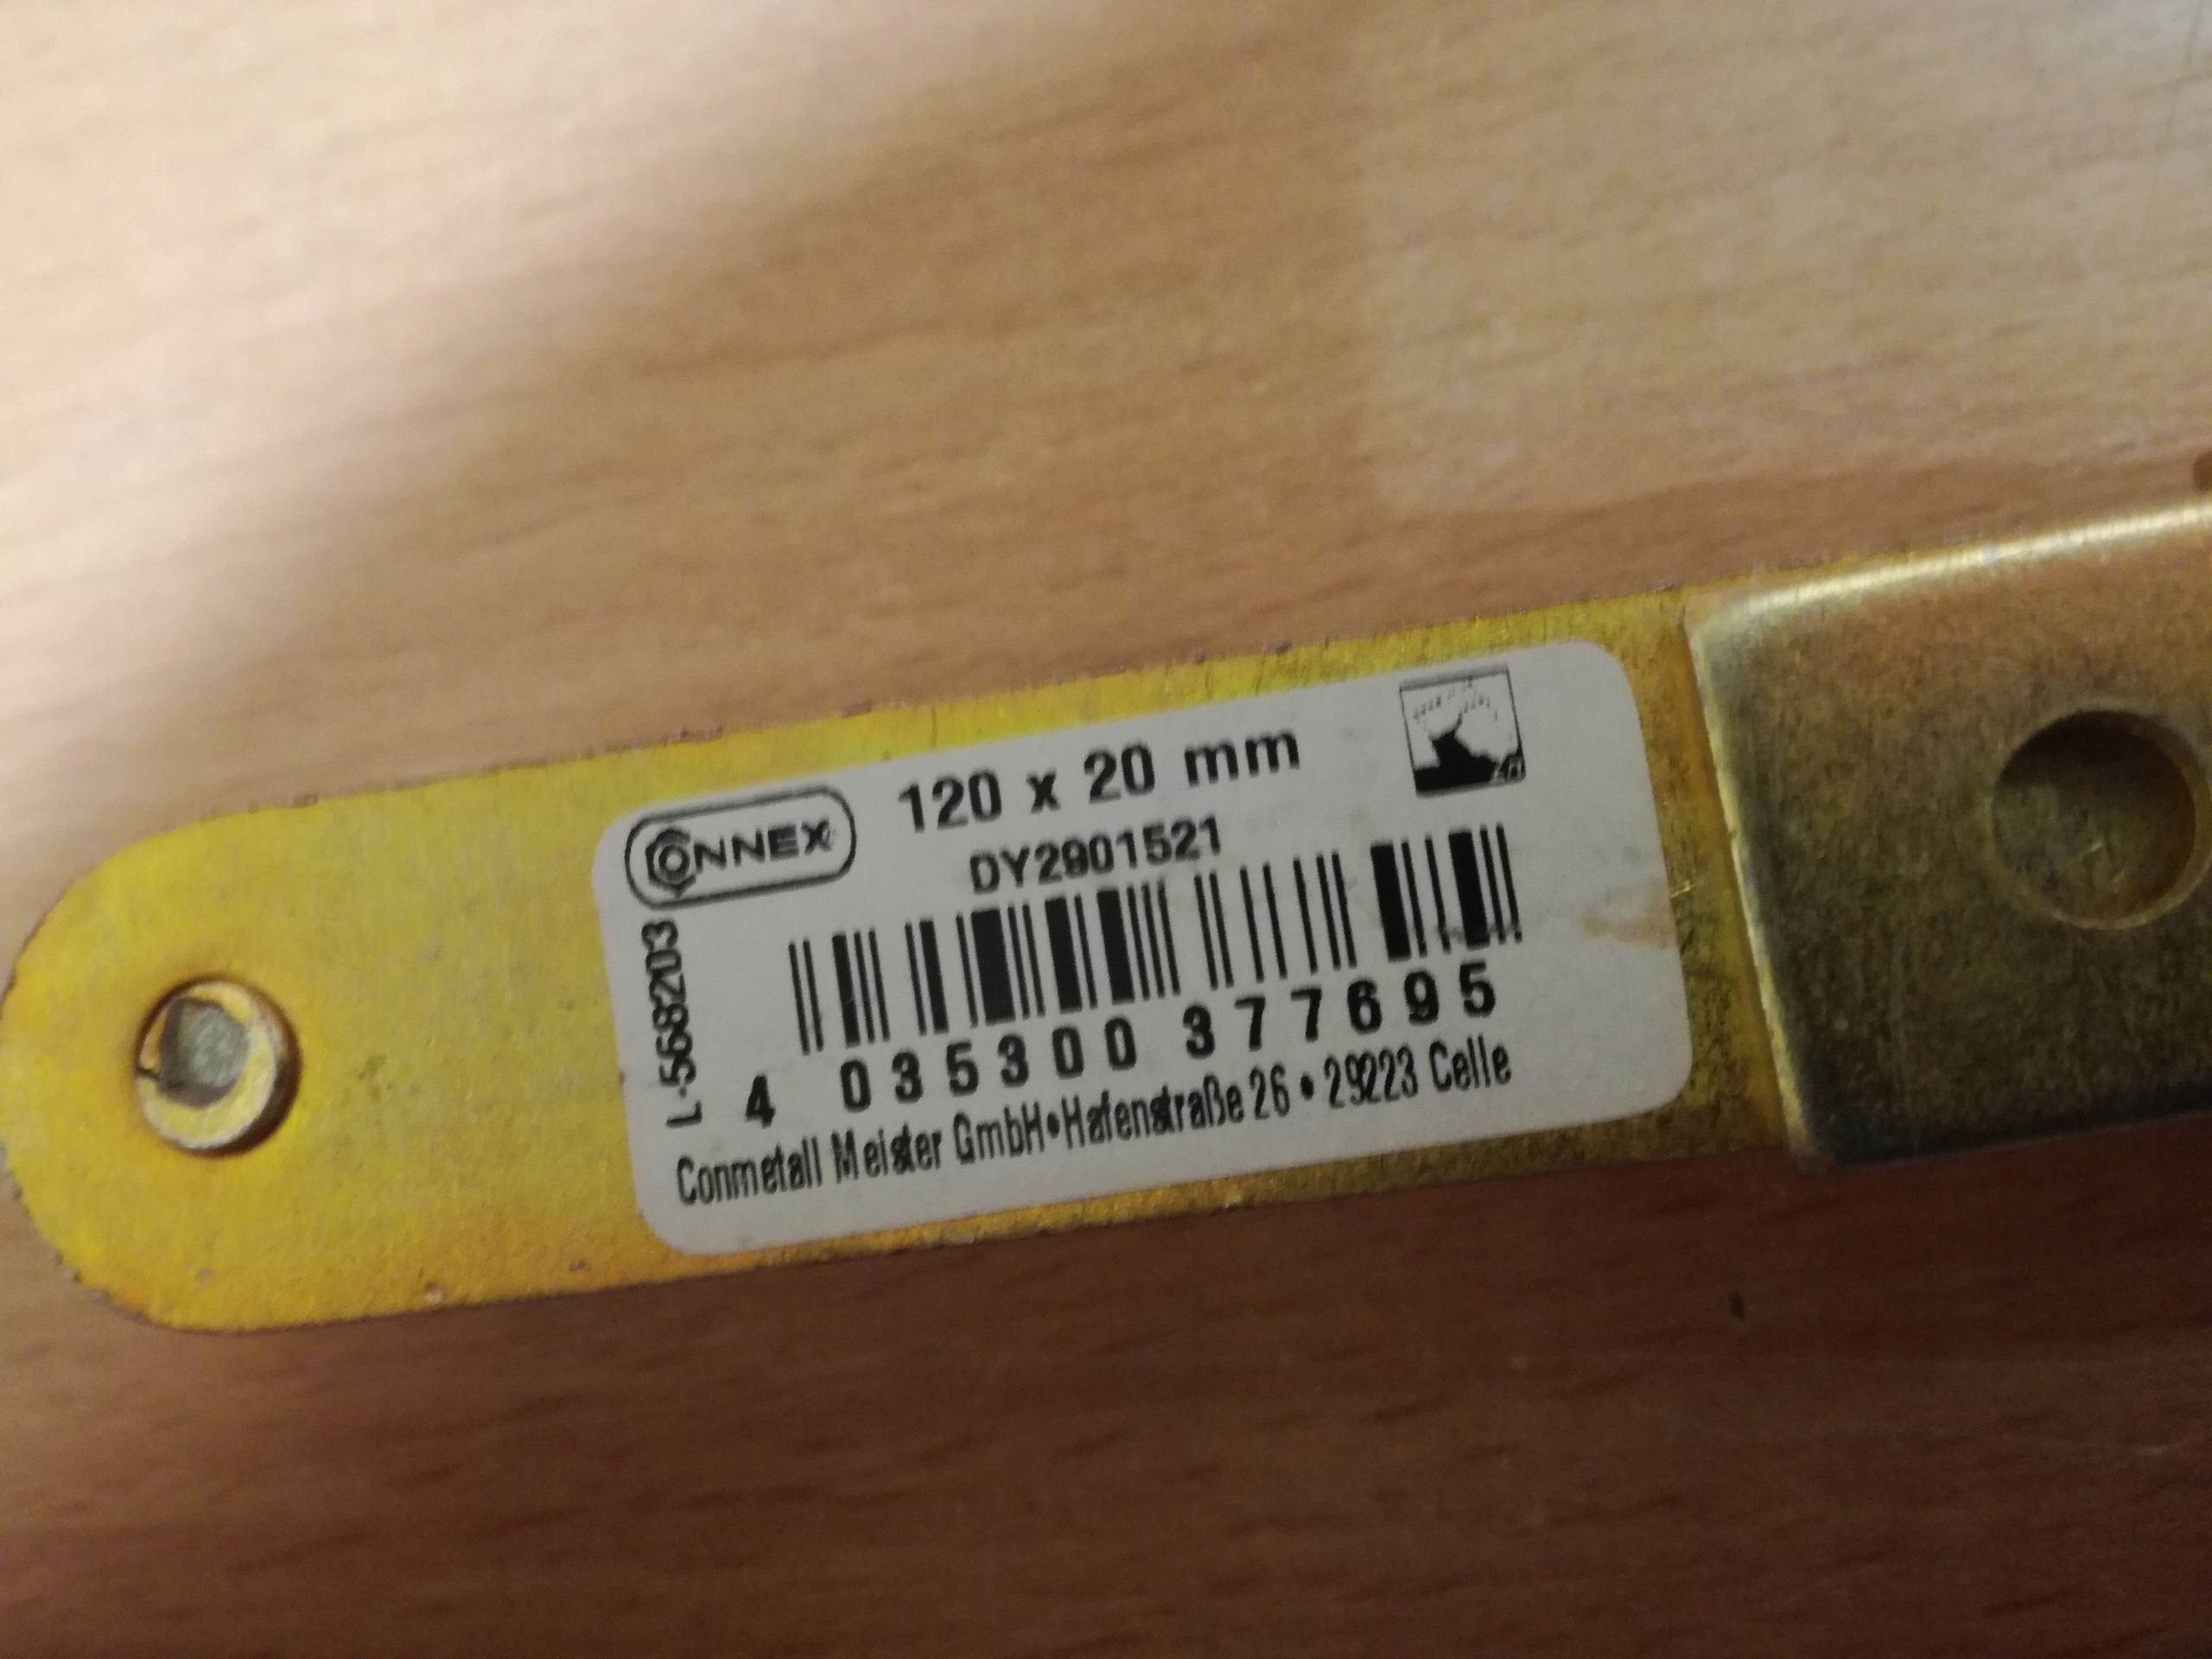 CONNEX
120 x 20 mm
DY2901521
L-5682203
4 035300 377695
Conmetall Meister GmbH•Hafenstraße 26 • 29223 Celle